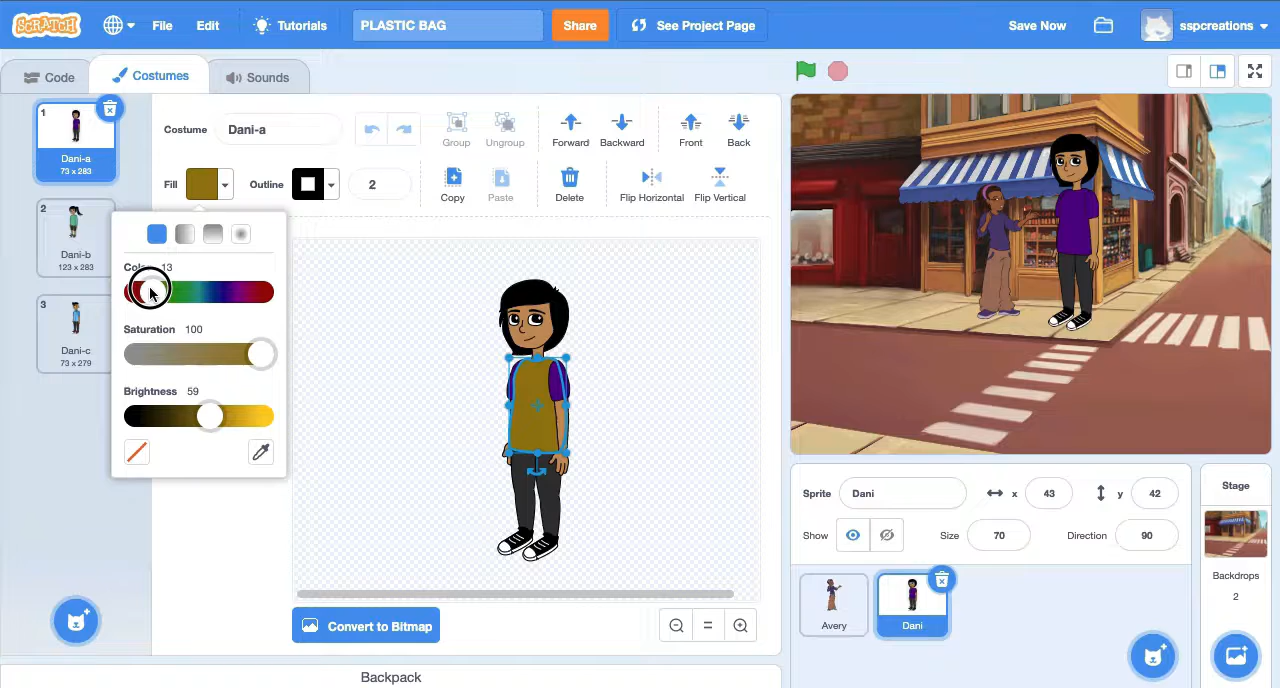 SCRATCH File Edit Tutorials PLASTIC BAG Share See Project Page Save Now sspcreations
Code Costumes Sounds
1
Dani-a
73 x 283
2
Dani-b
123 x 283
3
Dani-c
73 x 279
Costume Dani-a Group Ungroup Forward Backward Front Back
Fill Outline 2 Copy Paste Delete Flip Horizontal Flip Vertical
13
Saturation 100
Brightness 59
Convert to Bitmap
Sprite Dani x 43 y 42
Show Size 70 Direction 90
Avery
Dani
Stage
Backdrops
2
Backpack